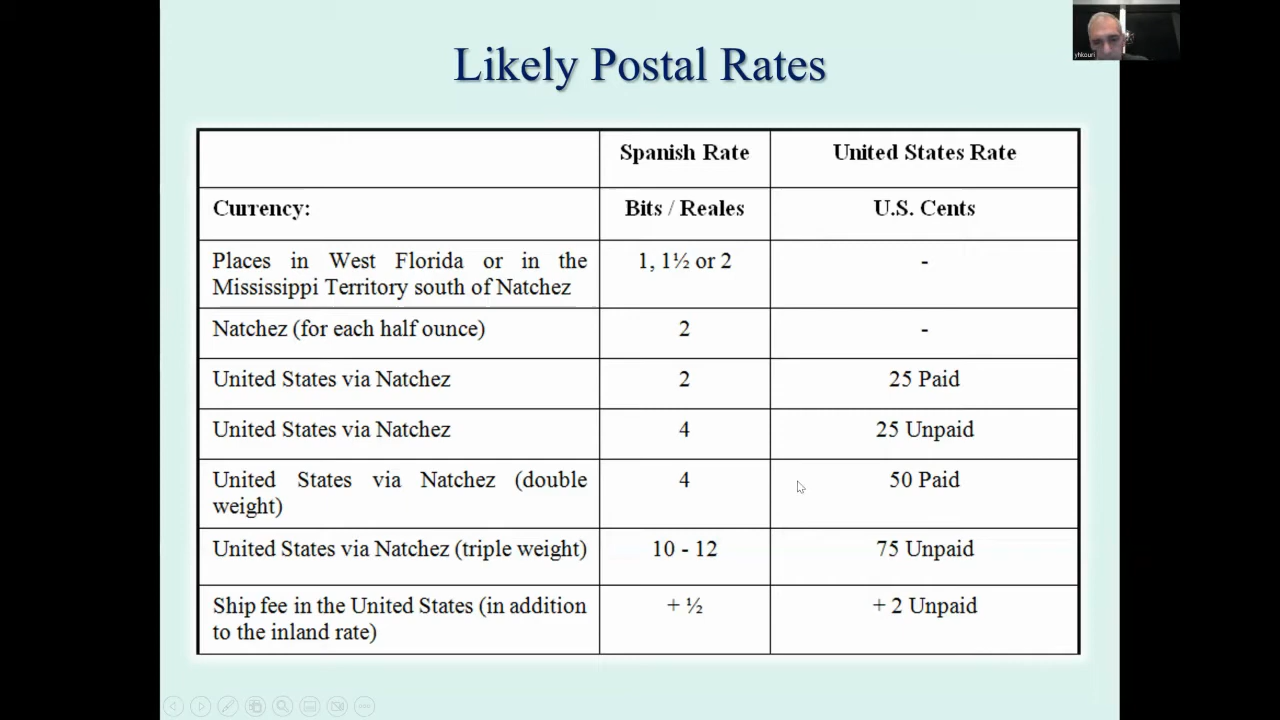 Likely Postal Rates
yhkouri
Spanish Rate
United States Rate
Currency:
Bits / Reales
U.S. Cents
Places in West Florida or in the
Mississippi Territory south of Natchez
1, 1½ or 2
-
Natchez (for each half ounce)
2
-
United States via Natchez
2
25 Paid
United States via Natchez
4
25 Unpaid
United States via Natchez (double
weight)
4
50 Paid
United States via Natchez (triple weight)
10 - 12
75 Unpaid
Ship fee in the United States (in addition
to the inland rate)
+ ½
+ 2 Unpaid